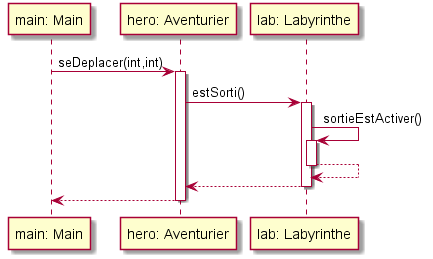 main: Main
hero: Aventurier
lab: Labyrinthe
seDeplacer(int,int)
estSorti()
sortieEstActiver()
main: Main
hero: Aventurier
lab: Labyrinthe